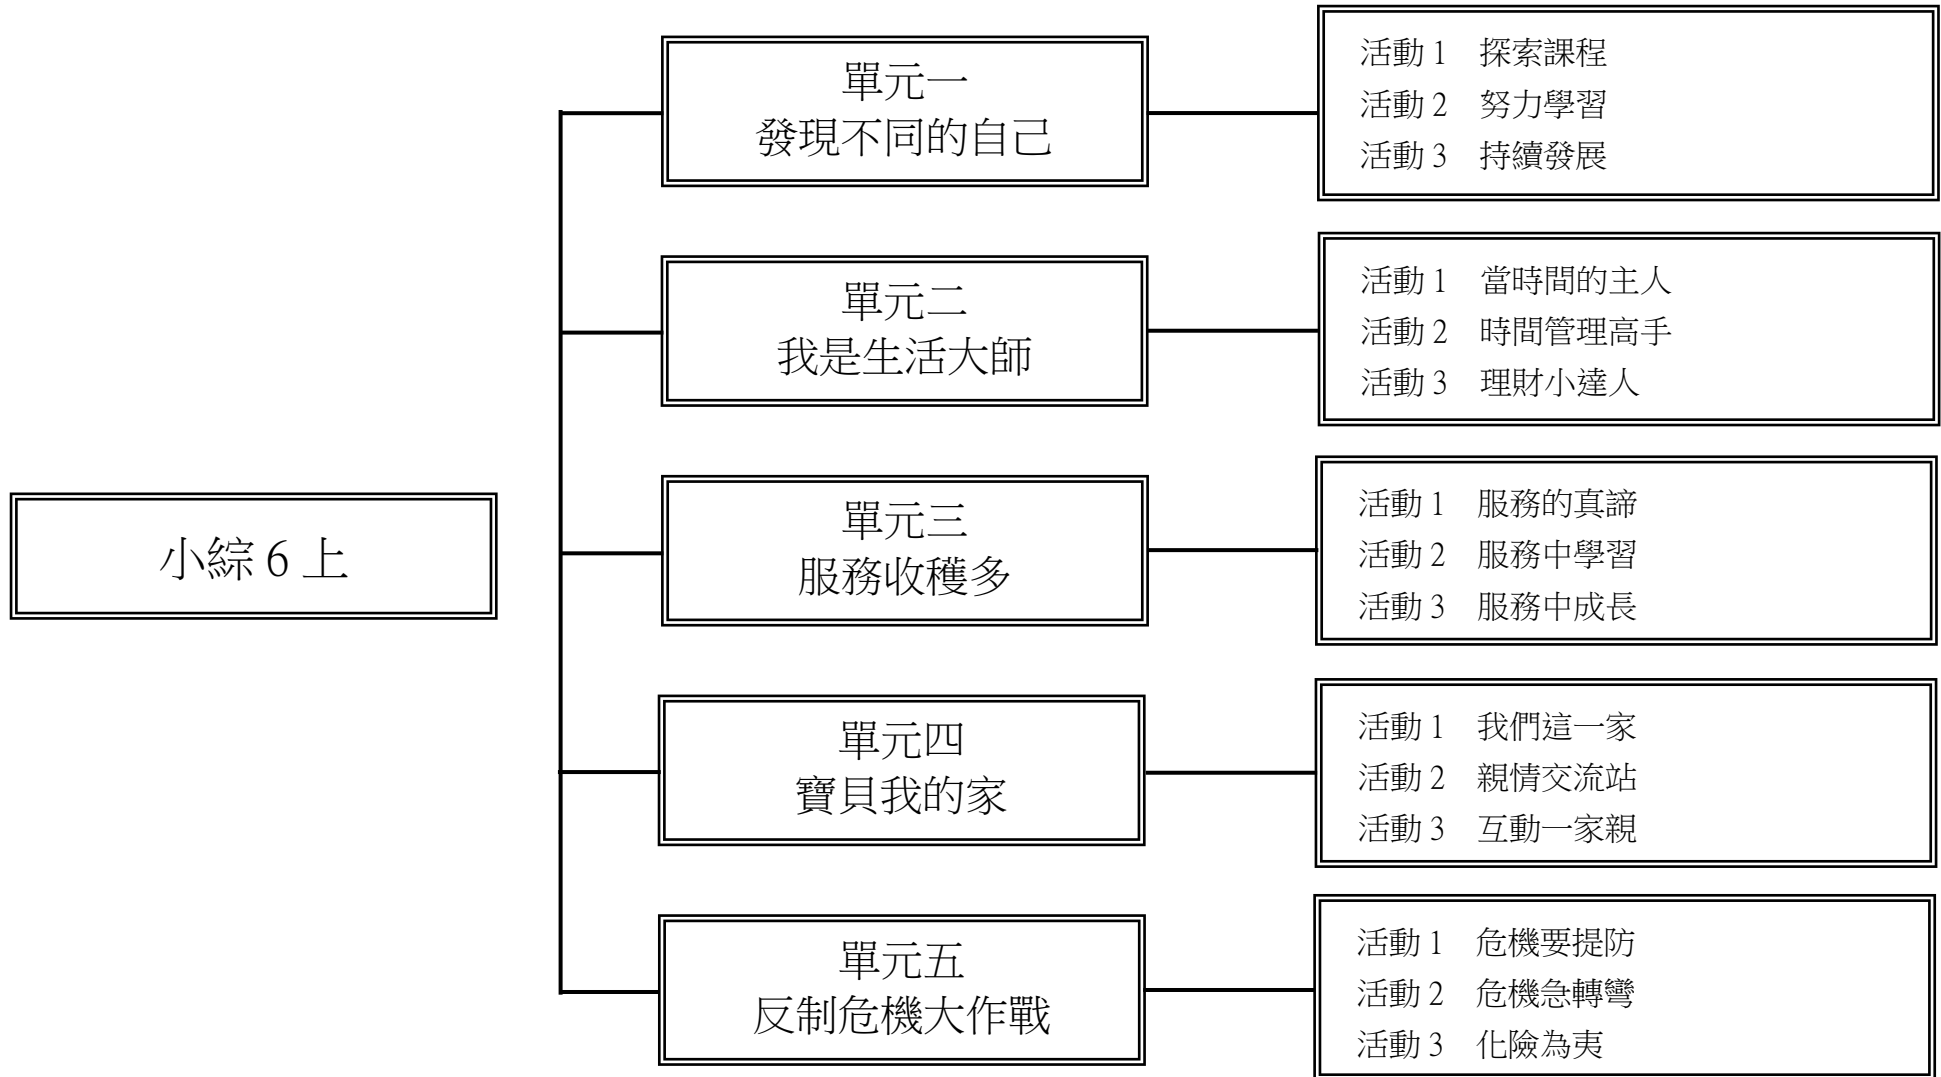 小綜 6 上
單元一
發現不同的自己
活動 1 探索課程
活動 2 努力學習
活動 3 持續發展
單元二
我是生活大師
活動 1 當時間的主人
活動 2 時間管理高手
活動 3 理財小達人
單元三
服務收穫多
活動 1 服務的真諦
活動 2 服務中學習
活動 3 服務中成長
單元四
寶貝我的家
活動 1 我們這一家
活動 2 親情交流站
活動 3 互動一家親
單元五
反制危機大作戰
活動 1 危機要提防
活動 2 危機急轉彎
活動 3 化險為夷